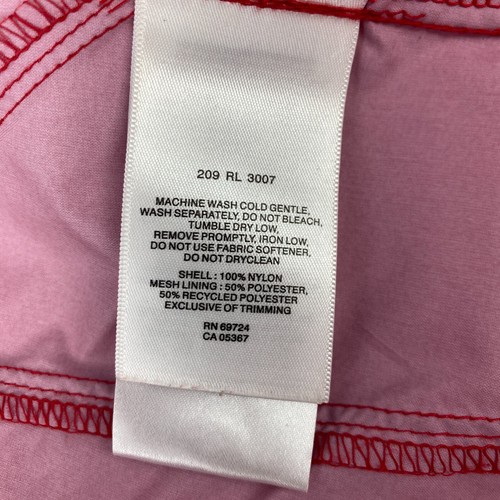 209 RL 3007
MACHINE WASH COLD GENTLE,
WASH SEPARATELY, DO NOT BLEACH,
TUMBLE DRY LOW,
REMOVE PROMPTLY, IRON LOW,
DO NOT USE FABRIC SOFTENER,
DO NOT DRYCLEAN
SHELL : 100% NYLON
MESH LINING : 50% POLYESTER,
50% RECYCLED POLYESTER
EXCLUSIVE OF TRIMMING
RN 69724
CA 05367